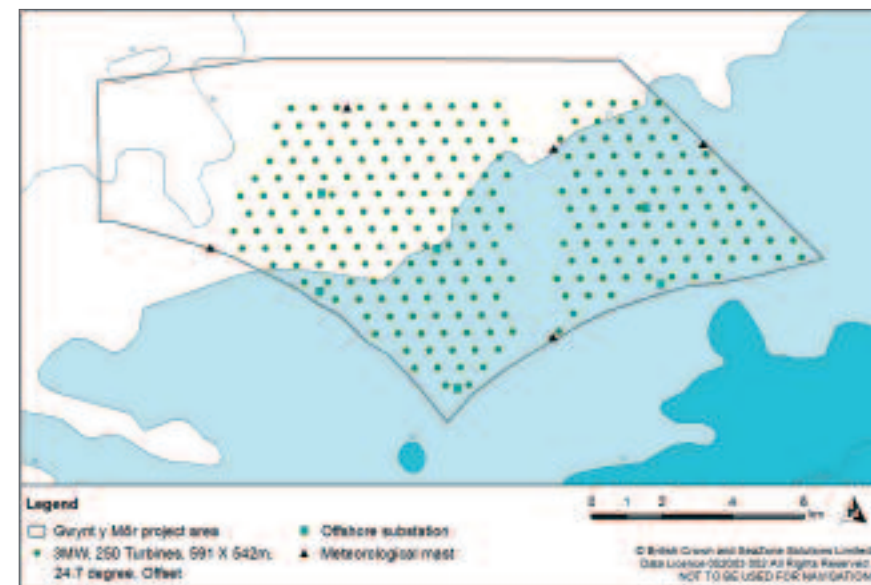 Legend
Gwynt y Môr project area
3MW, 250 Turbines, 591 X 542m,
24.7 degree, Offset
Offshore substation
Meteorological mast
0 1 2 4 6
km
© British Crown and SeaZone Solutions Limited
All Rights Reserved
NOT TO BE USED FOR NAVIGATION